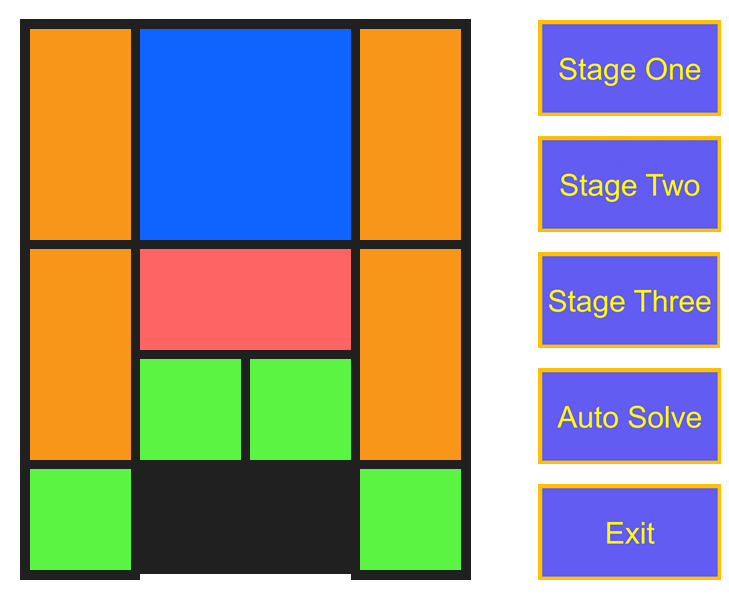 Stage One
Stage Two
Stage Three
Auto Solve
Exit